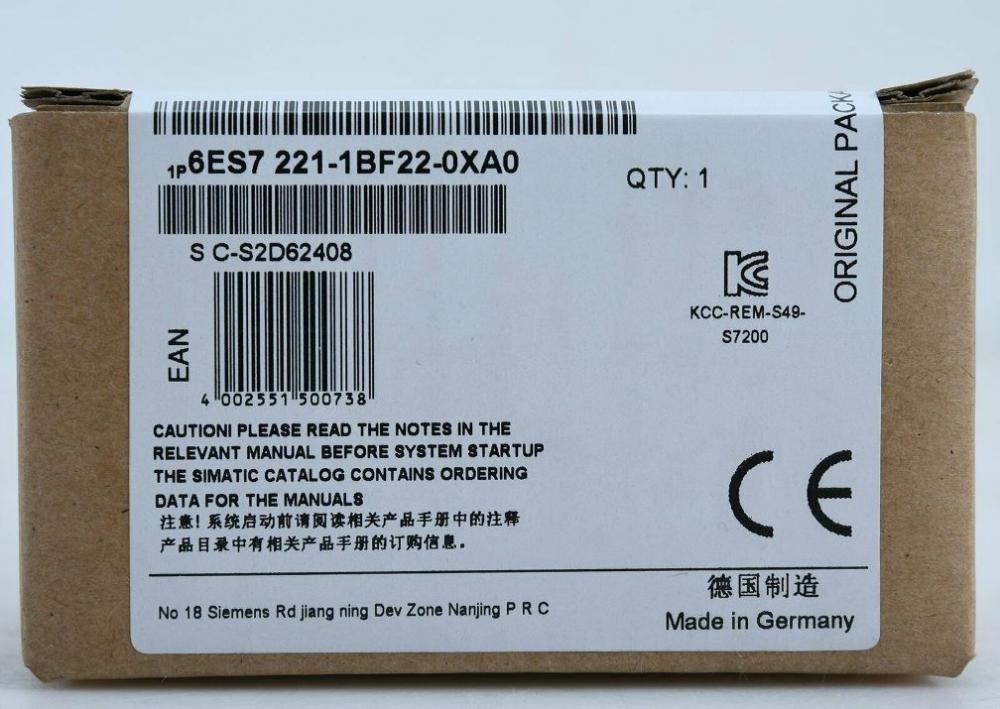 1P 6ES7 221-1BF22-0XA0
QTY: 1
S C-S2D62408
KCC-REM-S49-
S7200
EAN
4 002551 500738
CAUTION! PLEASE READ THE NOTES IN THE
RELEVANT MANUAL BEFORE SYSTEM STARTUP
THE SIMATIC CATALOG CONTAINS ORDERING
DATA FOR THE MANUALS
注意! 系统启动前请阅读相关产品手册中的注释
产品目录中有相关产品手册的订购信息。
No 18 Siemens Rd jiang ning Dev Zone Nanjing P R C
德国制造
Made in Germany
ORIGINAL PACK
CE